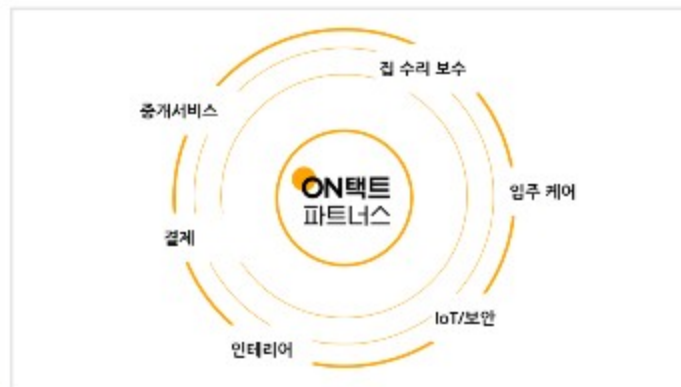 집 수리 보수
중개서비스
ON택트
파트너스
입주 케어
결제
IoT/보안
인테리어